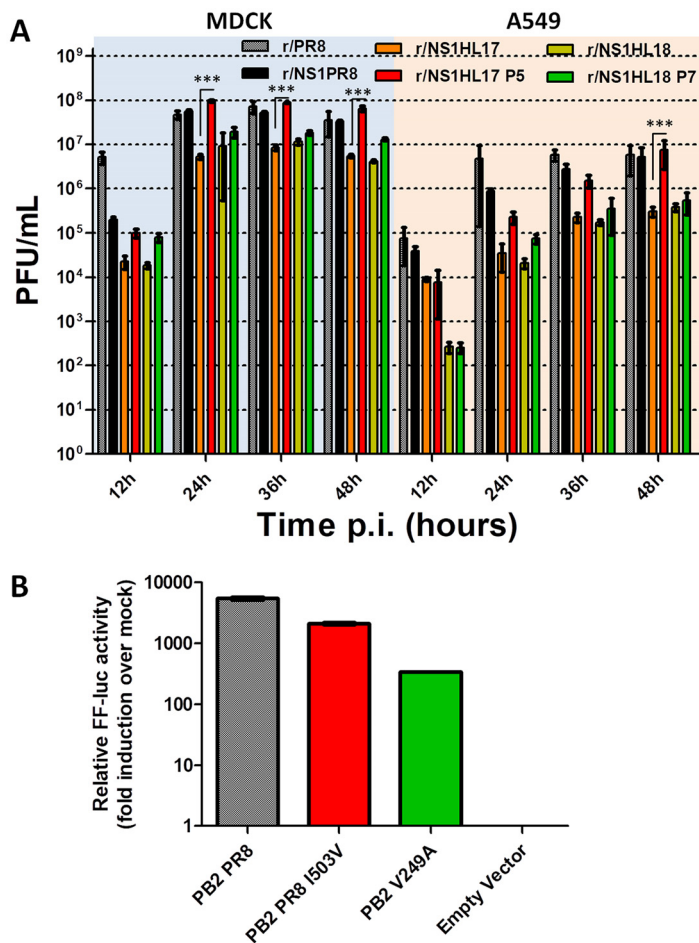 MDCK A549
A
r/PR8 r/NS1HL17 r/NS1HL18
r/NS1PR8 r/NS1HL17 P5 r/NS1HL18 P7
10⁹
10⁸
10⁷
10⁶
10⁵
10⁴
10³
10²
10¹
10⁰
PFU/mL
*** *** *** ***
12h 24h 36h 48h 12h 24h 36h 48h
Time p.i. (hours)
B
Relative FF-luc activity
(fold induction over mock)
10000
1000
100
10
1
PB2 PR8
PB2 PR8 I503V
PB2 V249A
Empty Vector